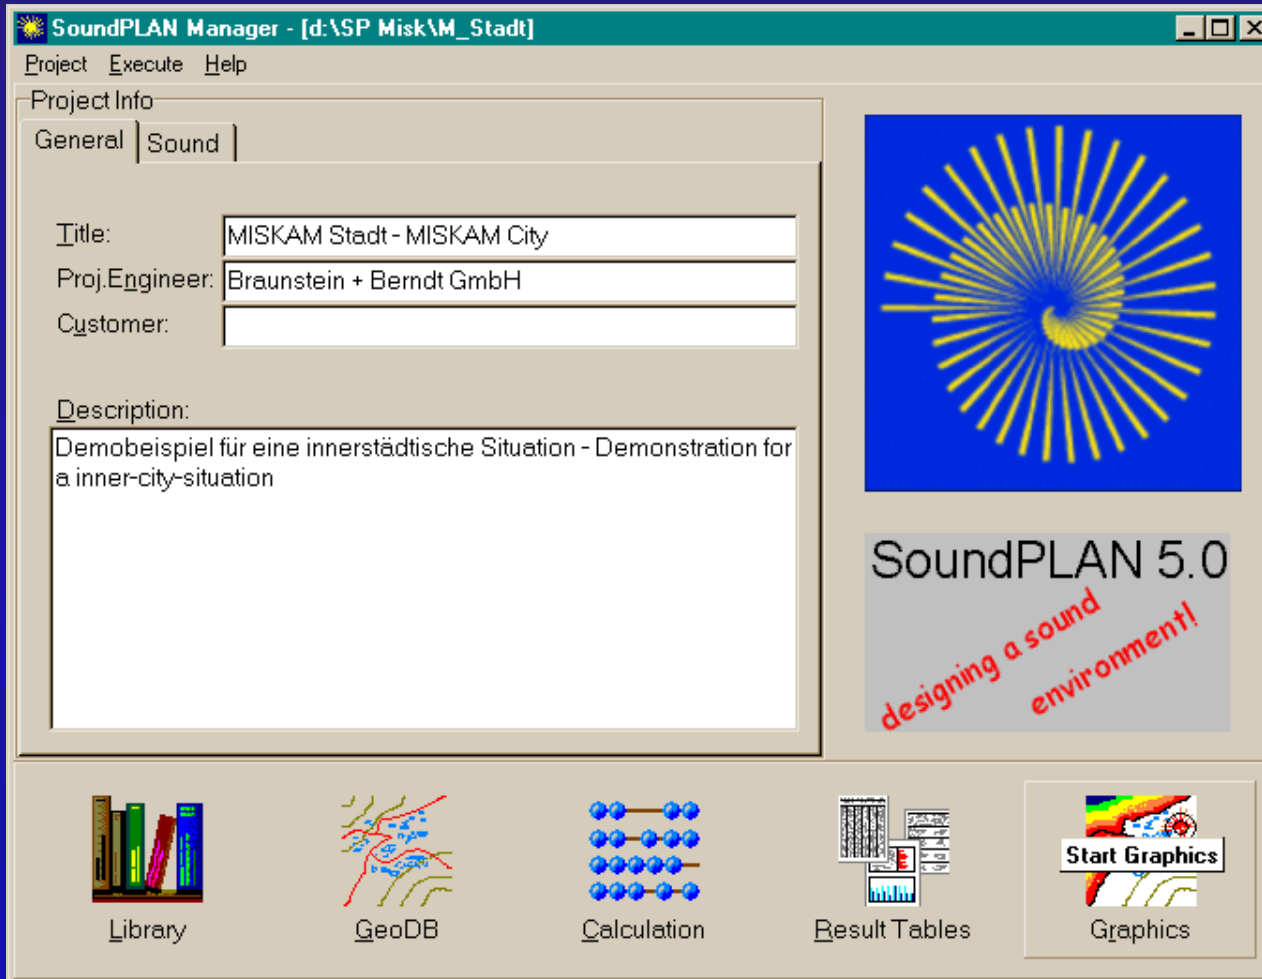 SoundPLAN Manager - [d:\SP Misk\M_Stadt]
Project Execute Help
Project Info
General Sound
Title: MISKAM Stadt - MISKAM City
Proj.Engineer: Braunstein + Berndt GmbH
Customer:
Description:
Demobeispiel für eine innerstädtische Situation - Demonstration for
a inner-city-situation
SoundPLAN 5.0
designing a sound
environment!
Start Graphics
Library GeoDB Calculation Result Tables Graphics